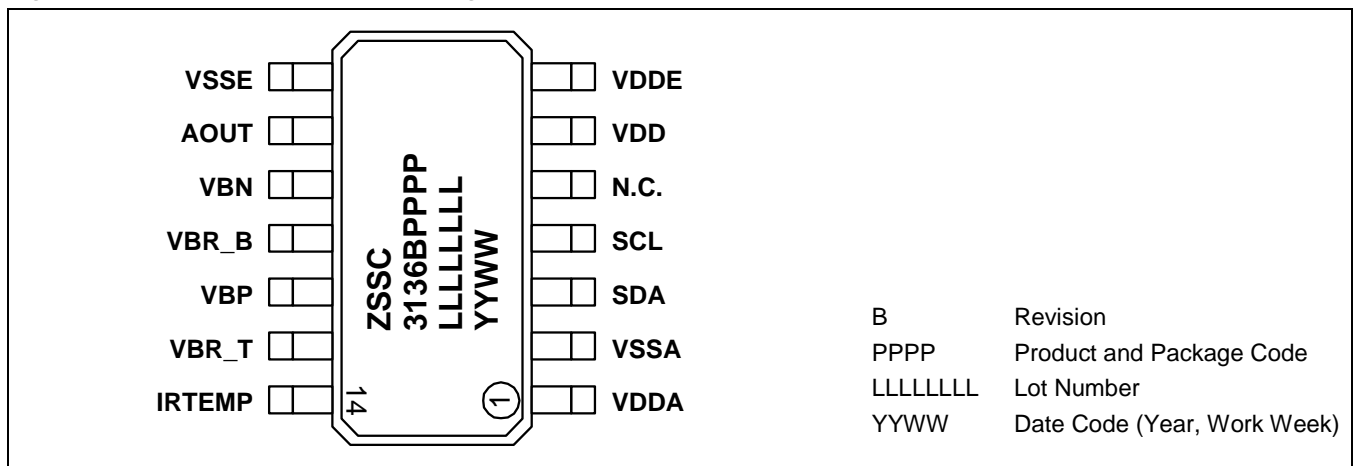 VSSE
AOUT
VBN
VBR_B
VBP
VBR_T
IRTEMP
ZSSC
3136BPPPP
LLLLLLLL
YYWW
14
1
VDDE
VDD
N.C.
SCL
SDA
VSSA
VDDA
B Revision
PPPP Product and Package Code
LLLLLLLL Lot Number
YYWW Date Code (Year, Work Week)